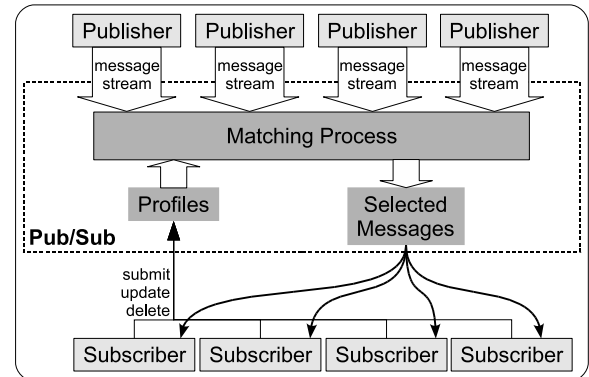 Publisher Publisher Publisher Publisher
message message message message
stream stream stream stream
Matching Process
Profiles
Selected
Messages
Pub/Sub
submit
update
delete
Subscriber Subscriber Subscriber Subscriber